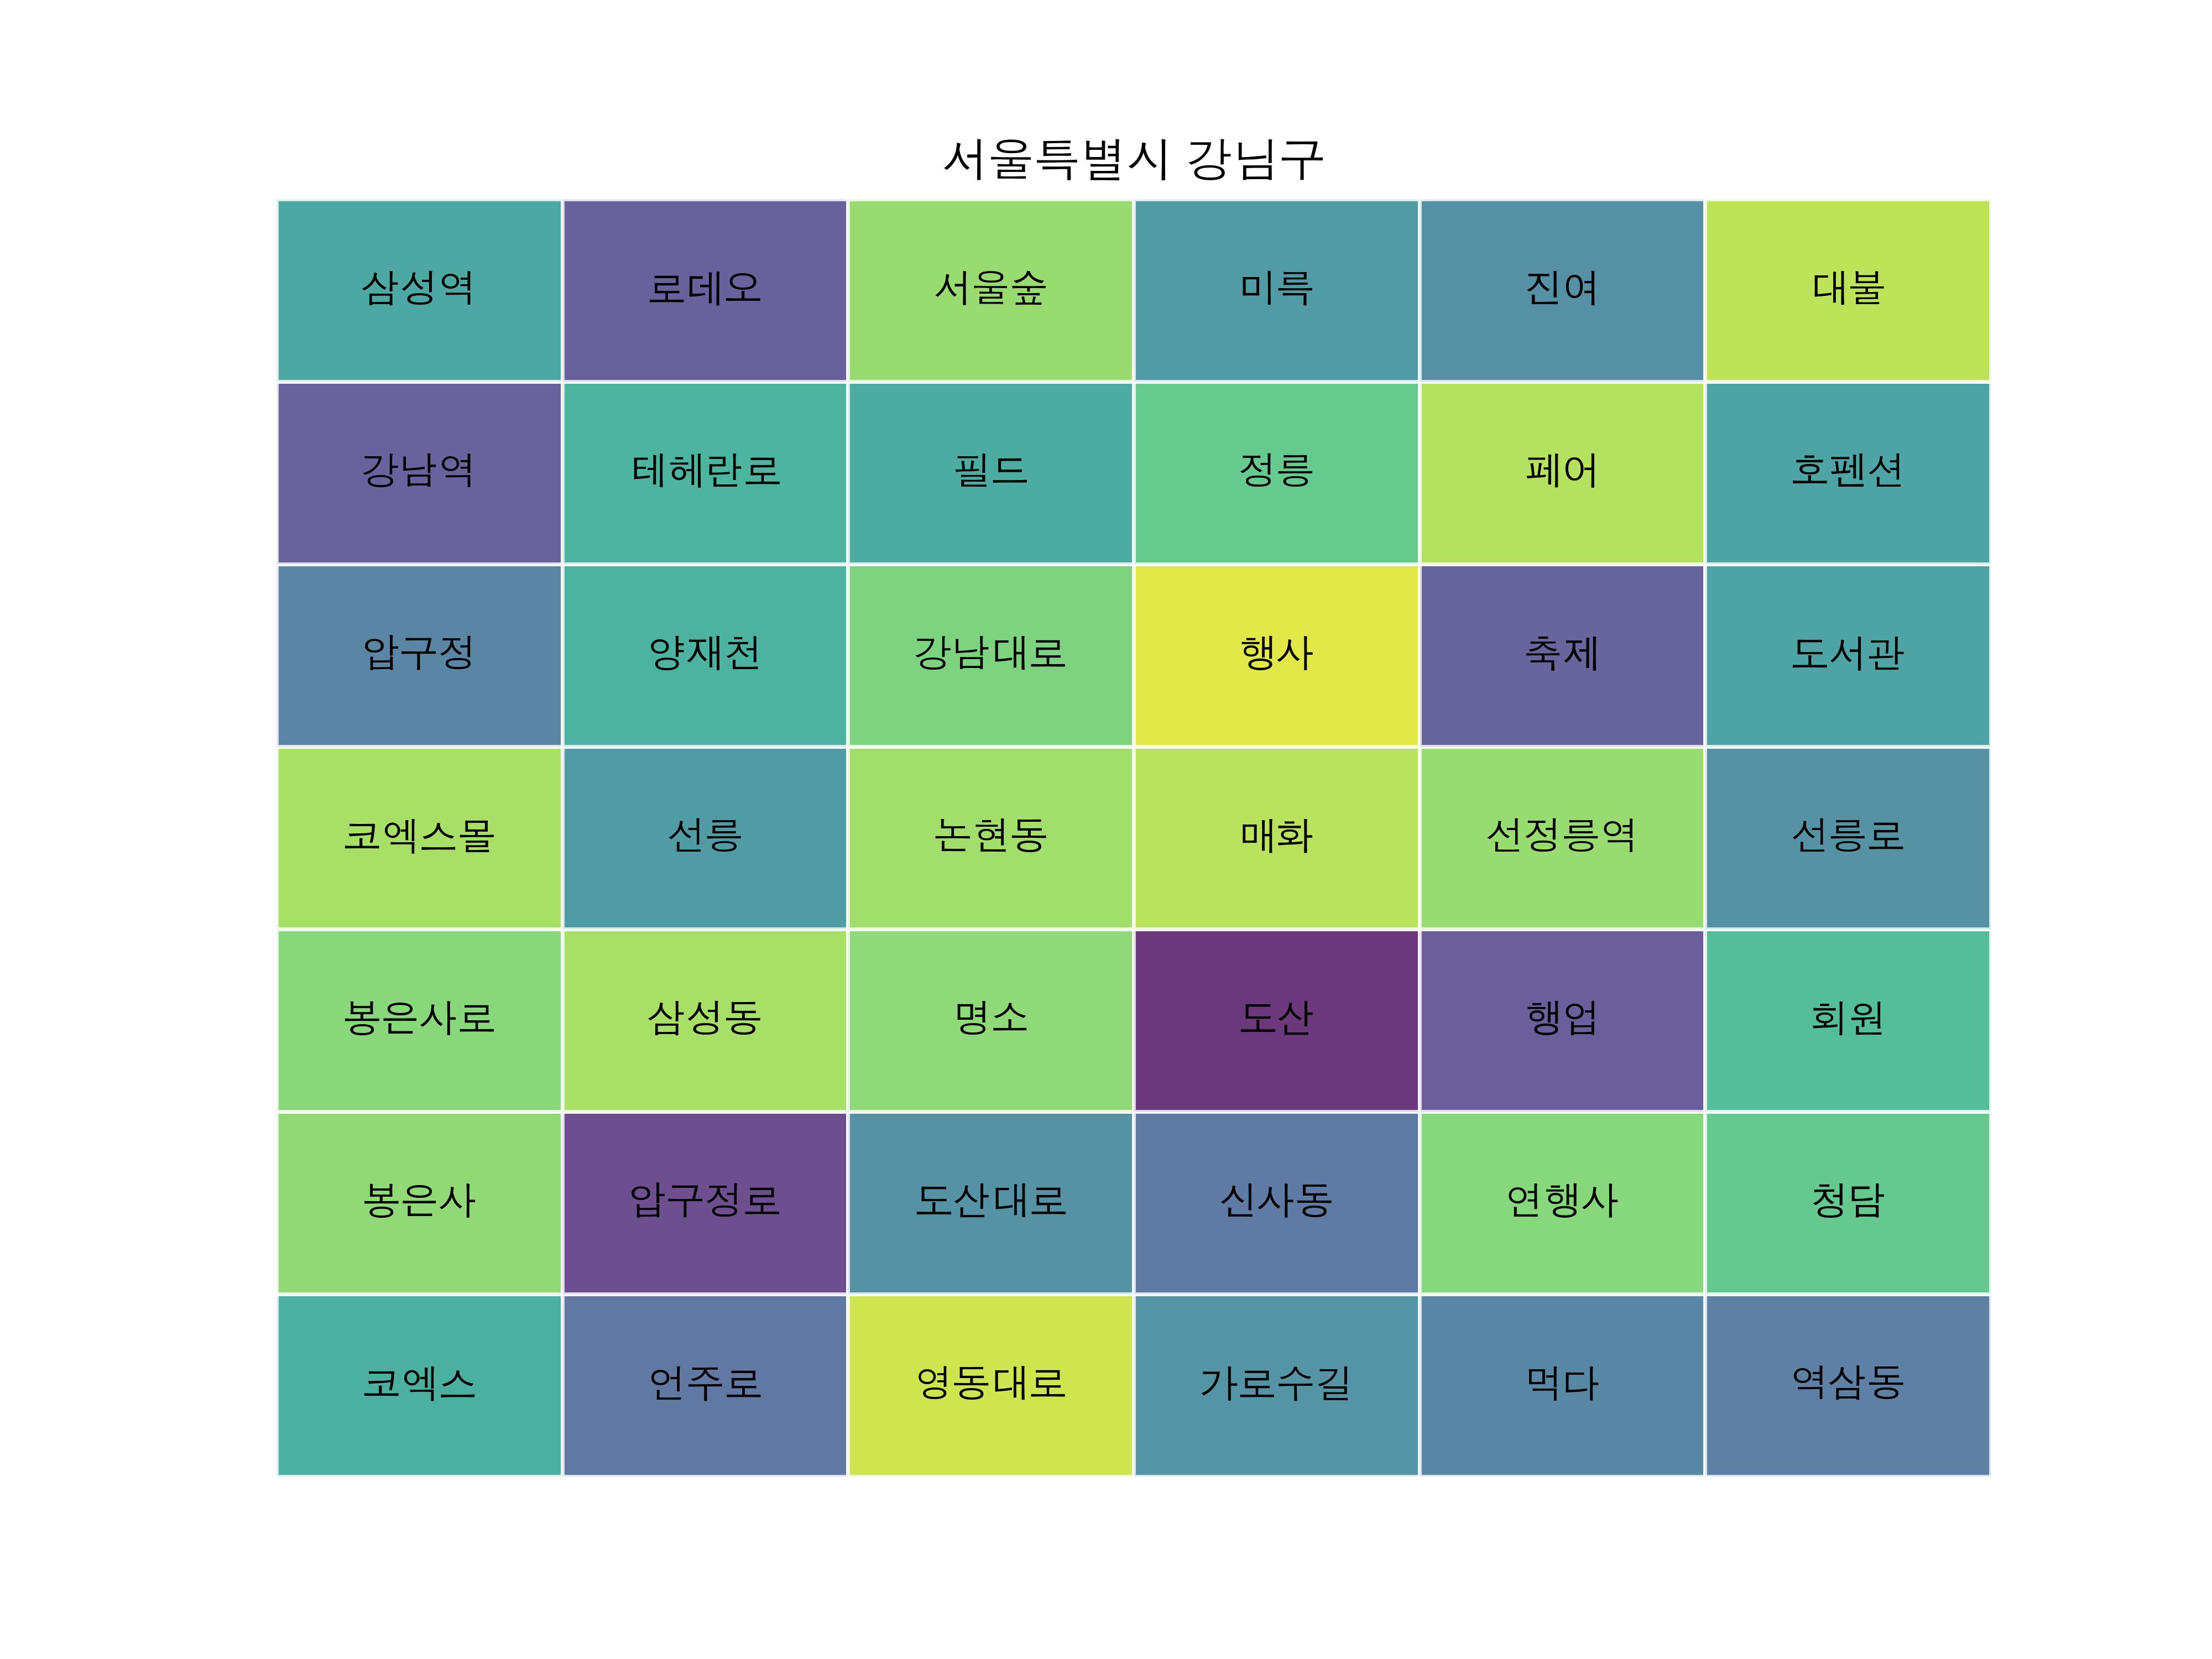 서울특별시 강남구
삼성역 로데오 서울숲 미륵 진여 대불
강남역 테헤란로 필드 정릉 페어 호펜션
압구정 양재천 강남대로 행사 축제 도서관
코엑스몰 선릉 논현동 매화 선정릉역 선릉로
봉은사로 삼성동 명소 도산 행업 희원
봉은사 압구정로 도산대로 신사동 연행사 청담
코엑스 언주로 영동대로 가로수길 먹다 역삼동